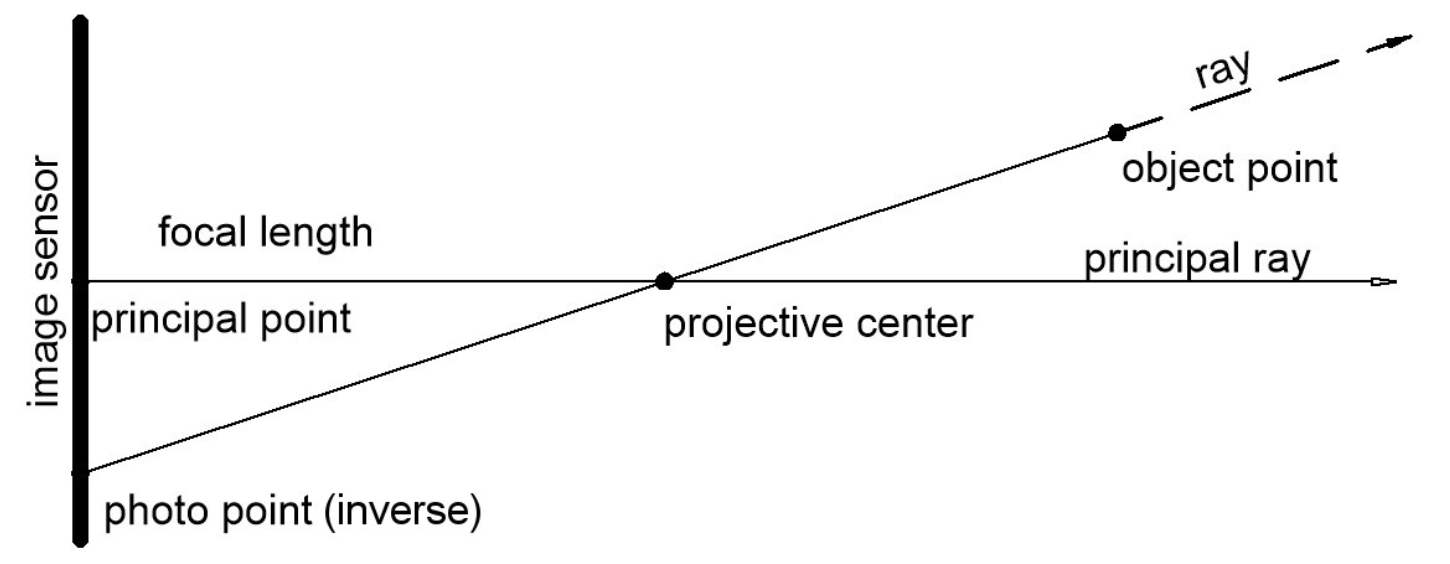 ray
object point
focal length
principal ray
image sensor
principal point
projective center
photo point (inverse)